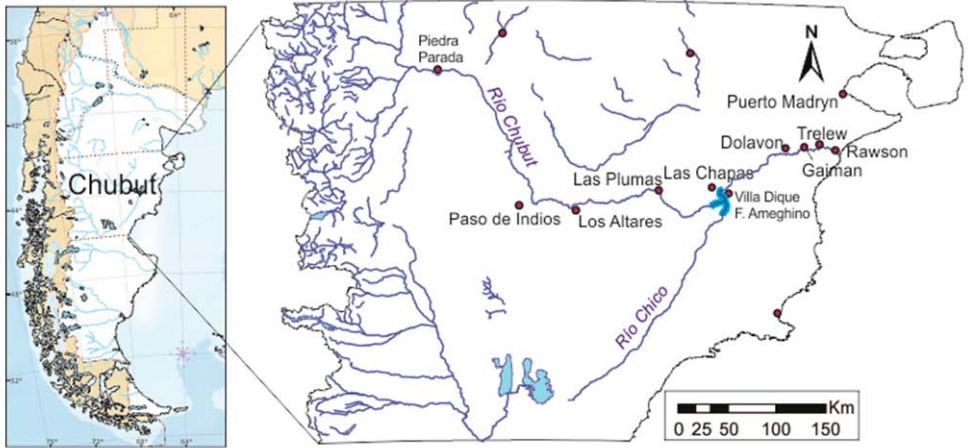 Chubut
Piedra
Parada
Río Chubut
N
Puerto Madryn
Dolavon
Trelew
Rawson
Gaiman
Las Plumas
Las Chapas
Villa Dique
F. Ameghino
Paso de Indios
Los Altares
Río Chico
Km
0 25 50 100 150